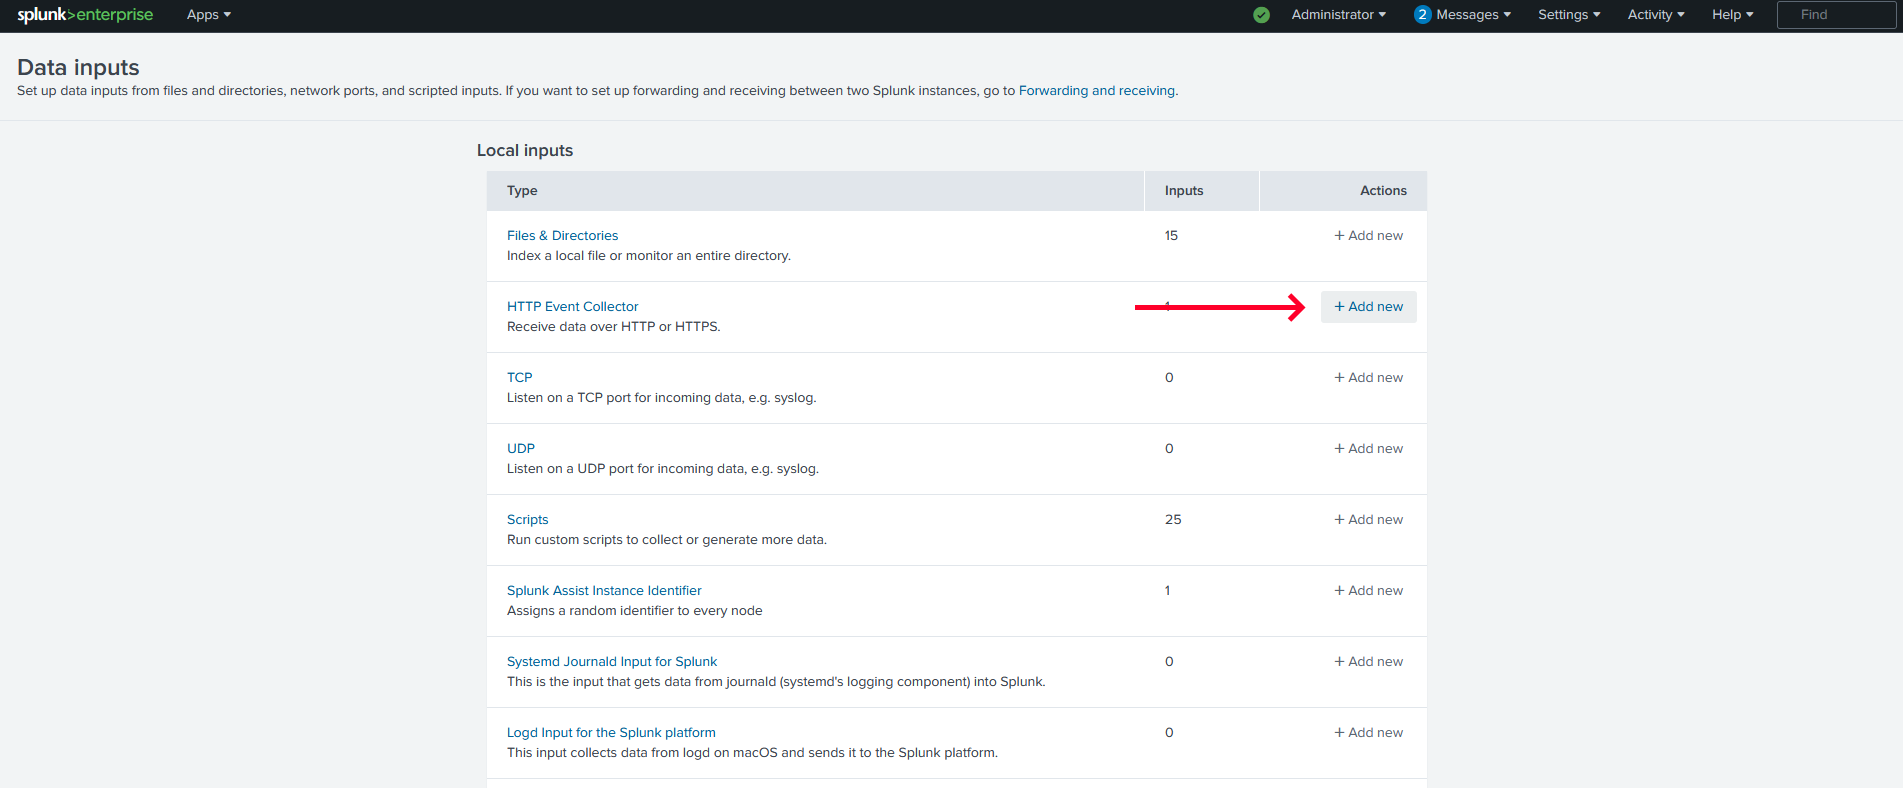 splunk>enterprise Apps Administrator 2 Messages Settings Activity Help Find
Data inputs
Set up data inputs from files and directories, network ports, and scripted inputs. If you want to set up forwarding and receiving between two Splunk instances, go to Forwarding and receiving.
Local inputs
Type Inputs Actions
Files & Directories 15 + Add new
Index a local file or monitor an entire directory.
HTTP Event Collector 1 + Add new
Receive data over HTTP or HTTPS.
TCP 0 + Add new
Listen on a TCP port for incoming data, e.g. syslog.
UDP 0 + Add new
Listen on a UDP port for incoming data, e.g. syslog.
Scripts 25 + Add new
Run custom scripts to collect or generate more data.
Splunk Assist Instance Identifier 1 + Add new
Assigns a random identifier to every node
Systemd Journald Input for Splunk 0 + Add new
This is the input that gets data from journald (systemd's logging component) into Splunk.
Logd Input for the Splunk platform 0 + Add new
This input collects data from logd on macOS and sends it to the Splunk platform.